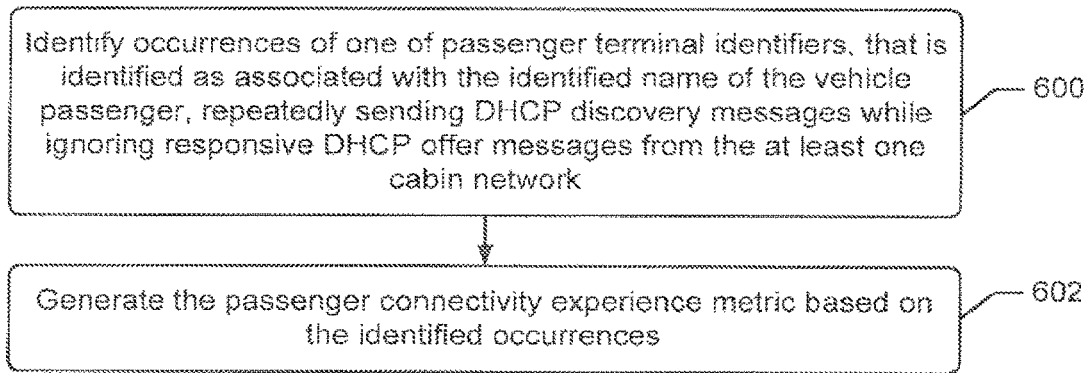 Identify occurrences of one of passenger terminal identifiers, that is
identified as associated with the identified name of the vehicle
passenger, repeatedly sending DHCP discovery messages while
ignoring responsive DHCP offer messages from the at least one
cabin network
600
Generate the passenger connectivity experience metric based on
the identified occurrences
602